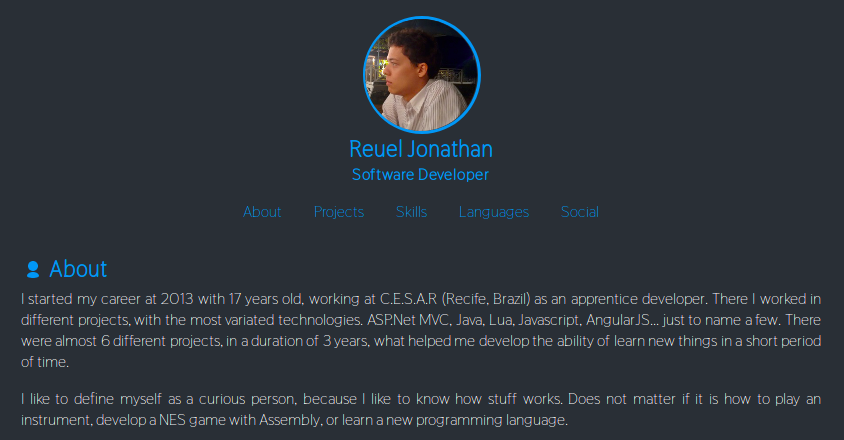 Reuel Jonathan
Software Developer
About Projects Skills Languages Social
About
I started my career at 2013 with 17 years old, working at C.E.S.A.R (Recife, Brazil) as an apprentice developer. There I worked in
different projects, with the most variated technologies. ASP.Net MVC, Java, Lua, Javascript, AngularJS... just to name a few. There
were almost 6 different projects, in a duration of 3 years, what helped me develop the ability of learn new things in a short period
of time.
I like to define myself as a curious person, because I like to know how stuff works. Does not matter if it is how to play an
instrument, develop a NES game with Assembly, or learn a new programming language.